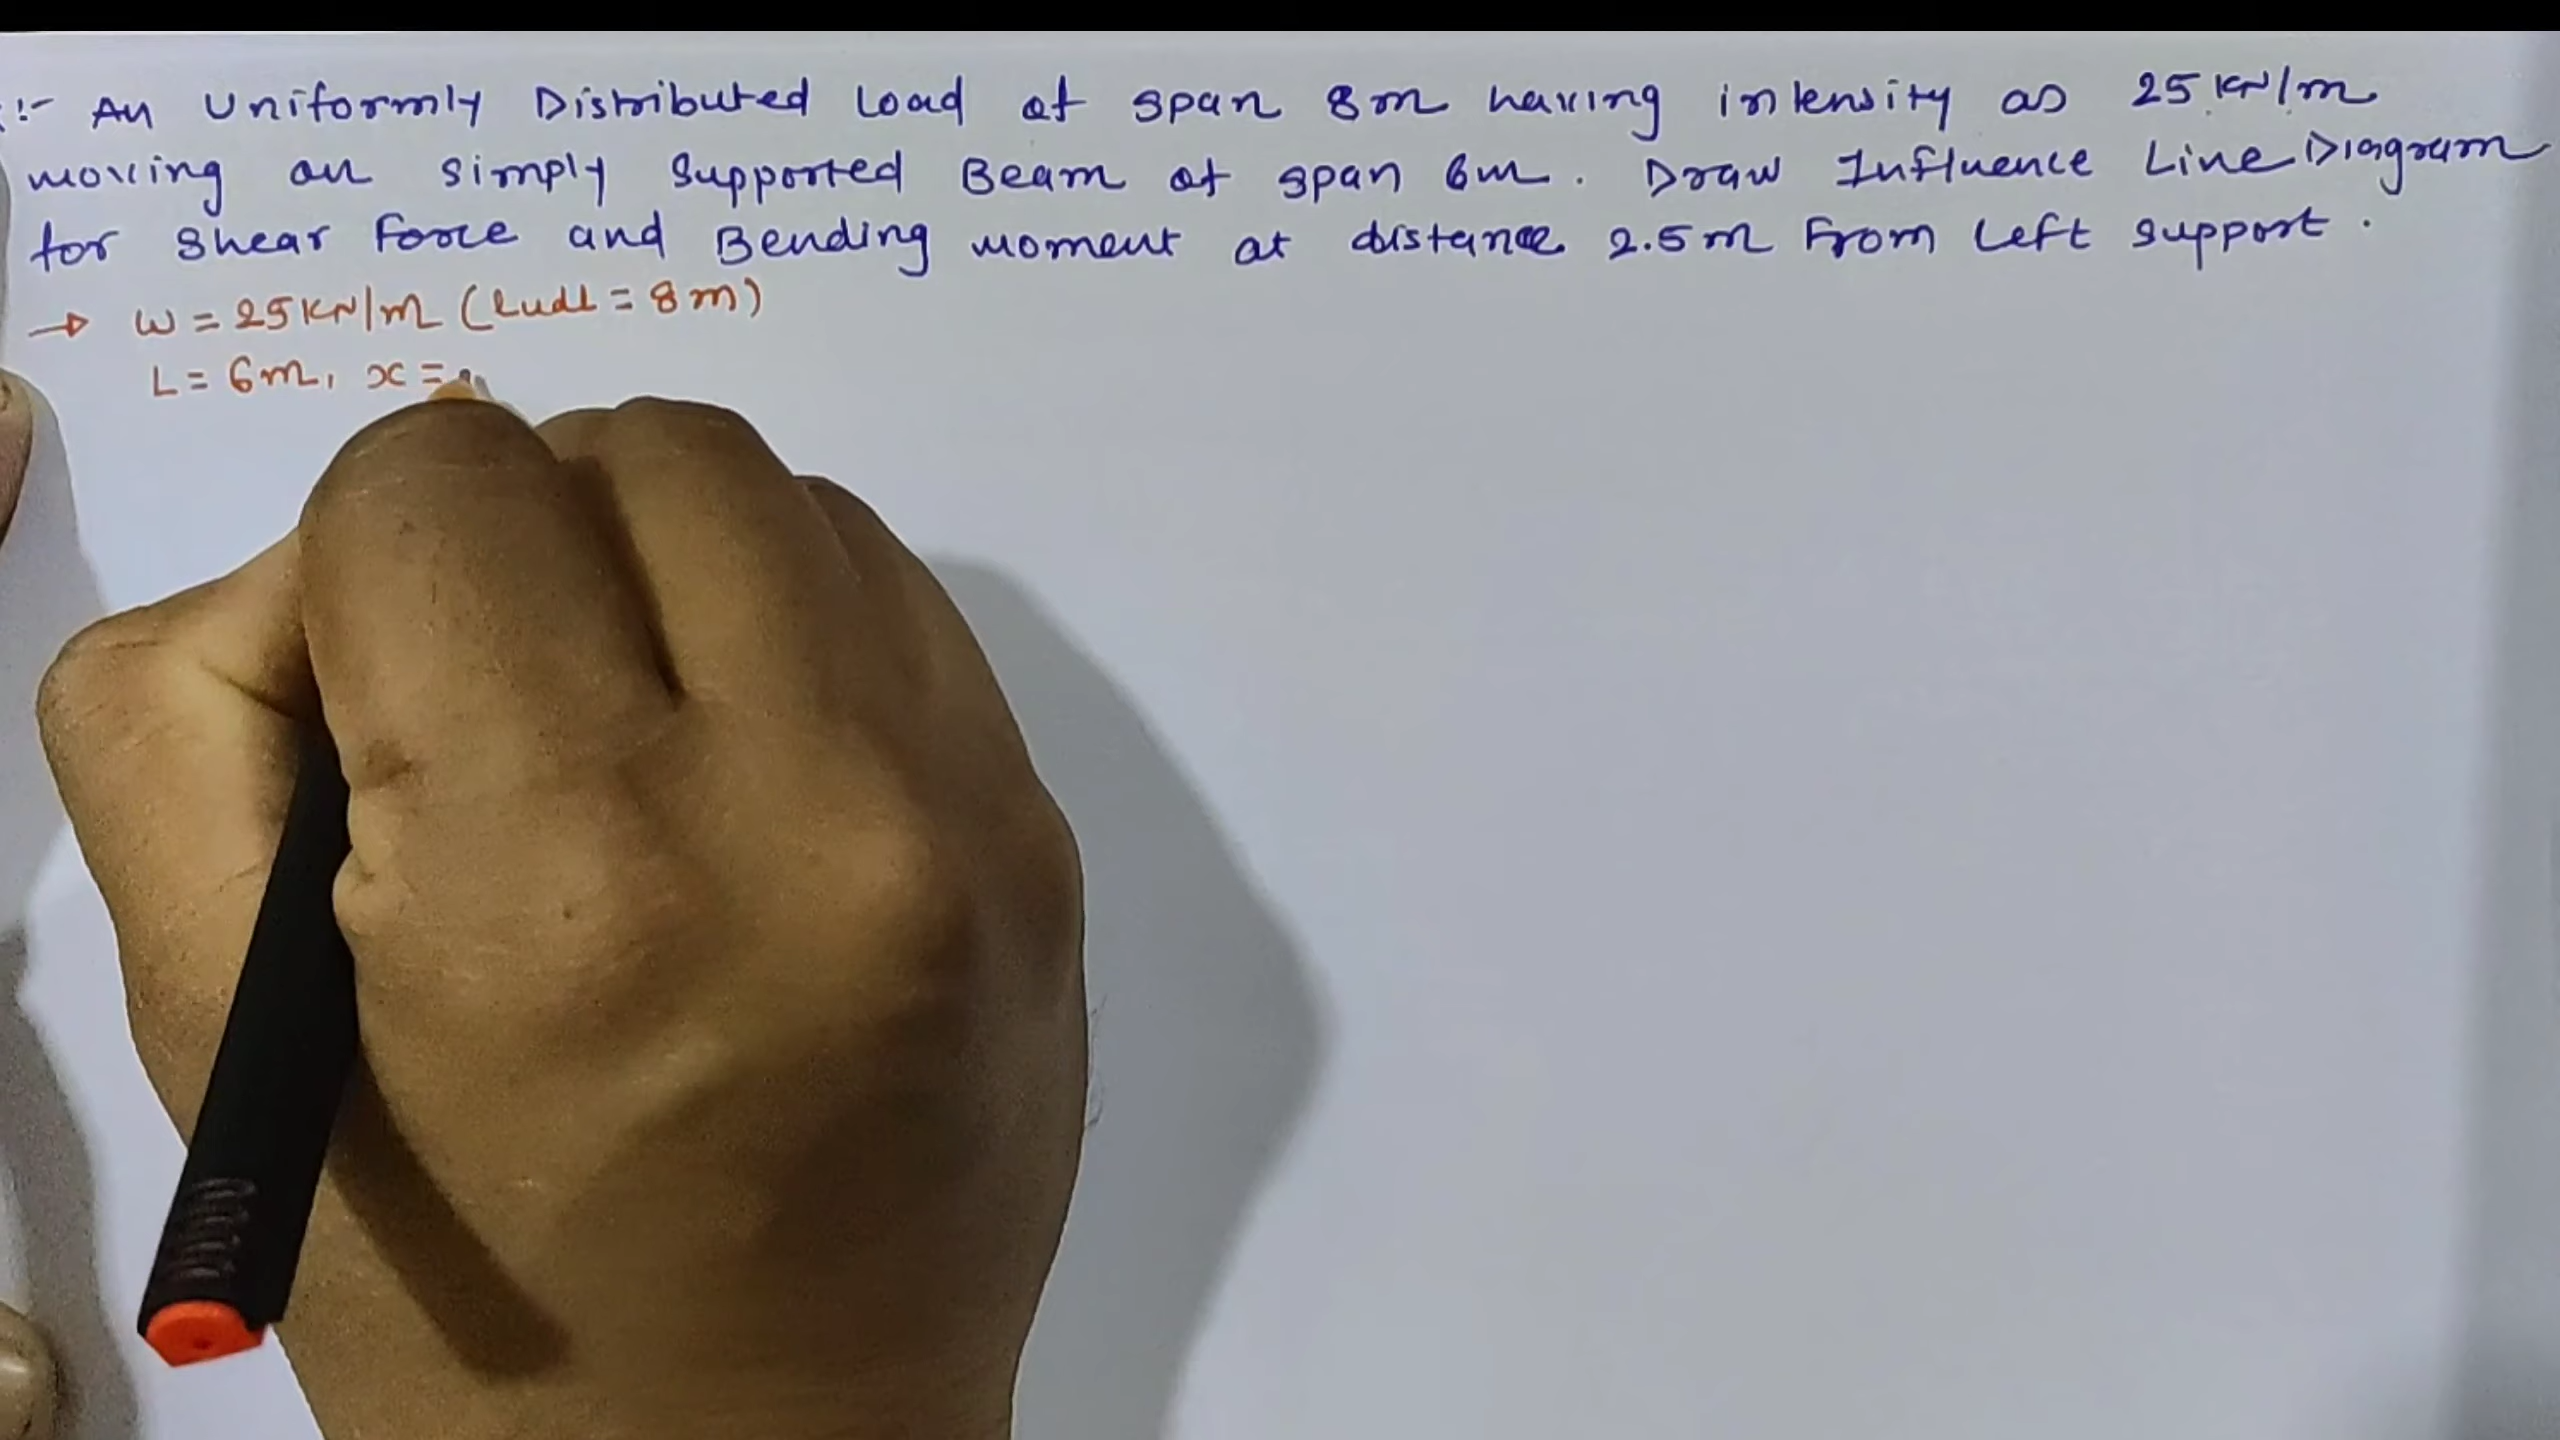 :- An Uniformly Distributed Load of span 8m having intensity as 25 kN/m
moving on simply supported Beam of span 6m. Draw Influence Line Diagram
for Shear Force and Bending moment at distance 2.5m From Left support.
→ W = 25 kN/m (Ludl = 8m)
L = 6m, x =